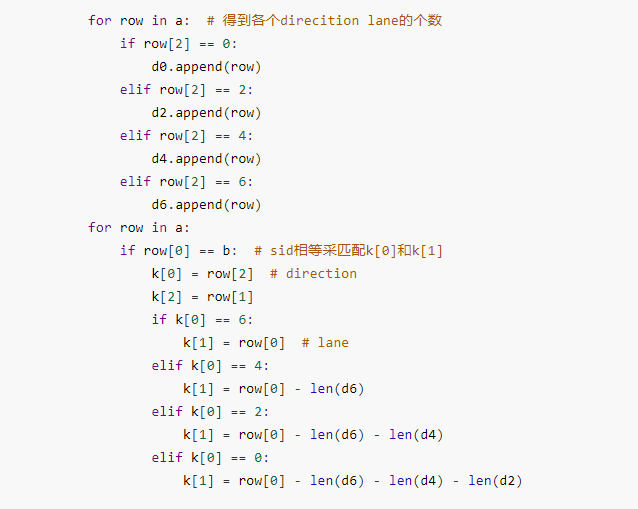 for row in a:  # 得到各个direcition lane的个数
    if row[2] == 0:
        d0.append(row)
    elif row[2] == 2:
        d2.append(row)
    elif row[2] == 4:
        d4.append(row)
    elif row[2] == 6:
        d6.append(row)
for row in a:
    if row[0] == b:  # sid相等采匹配k[0]和k[1]
        k[0] = row[2]  # direction
        k[2] = row[1]
        if k[0] == 6:
            k[1] = row[0]  # lane
        elif k[0] == 4:
            k[1] = row[0] - len(d6)
        elif k[0] == 2:
            k[1] = row[0] - len(d6) - len(d4)
        elif k[0] == 0:
            k[1] = row[0] - len(d6) - len(d4) - len(d2)